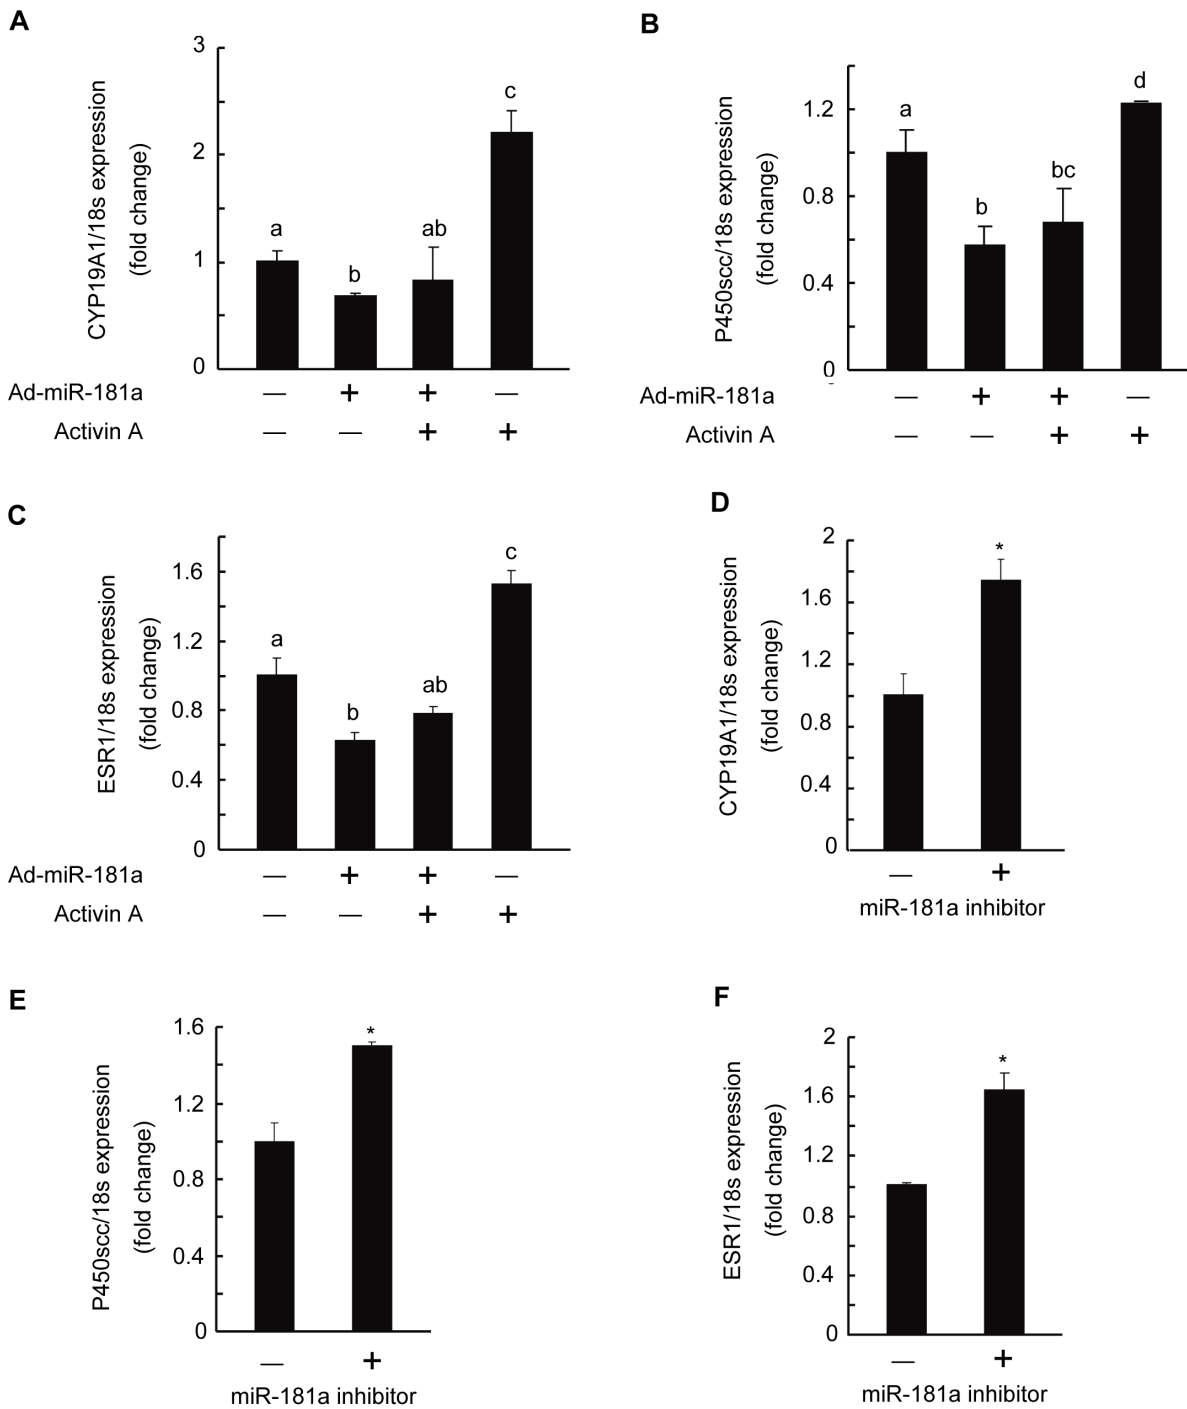 A
CYP19A1/18s expression
(fold change)
3
2
1
0
a
b
ab
c
Ad-miR-181a — + + —
Activin A — — + +
B
P450scc/18s expression
(fold change)
1.2
0.8
0.4
0
a
b
bc
d
Ad-miR-181a — + + —
Activin A — — + +
C
ESR1/18s expression
(fold change)
1.6
1.2
0.8
0.4
0
a
b
ab
c
Ad-miR-181a — + + —
Activin A — — + +
D
CYP19A1/18s expression
(fold change)
2
1.6
1.2
0.8
0.4
0
*
— +
miR-181a inhibitor
E
P450scc/18s expression
(fold change)
1.6
1.2
0.8
0.4
0
*
— +
miR-181a inhibitor
F
ESR1/18s expression
(fold change)
2
1.6
1.2
0.8
0.4
0
*
— +
miR-181a inhibitor